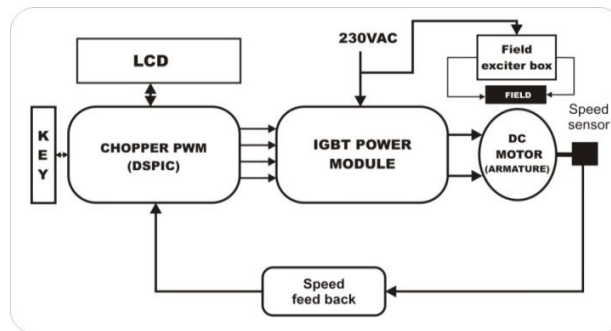 LCD
230VAC
Field
exciter box
FIELD
Speed
sensor
KEY
CHOPPER PWM
(DSPIC)
IGBT POWER
MODULE
DC
MOTOR
(ARMATURE)
Speed
feed back